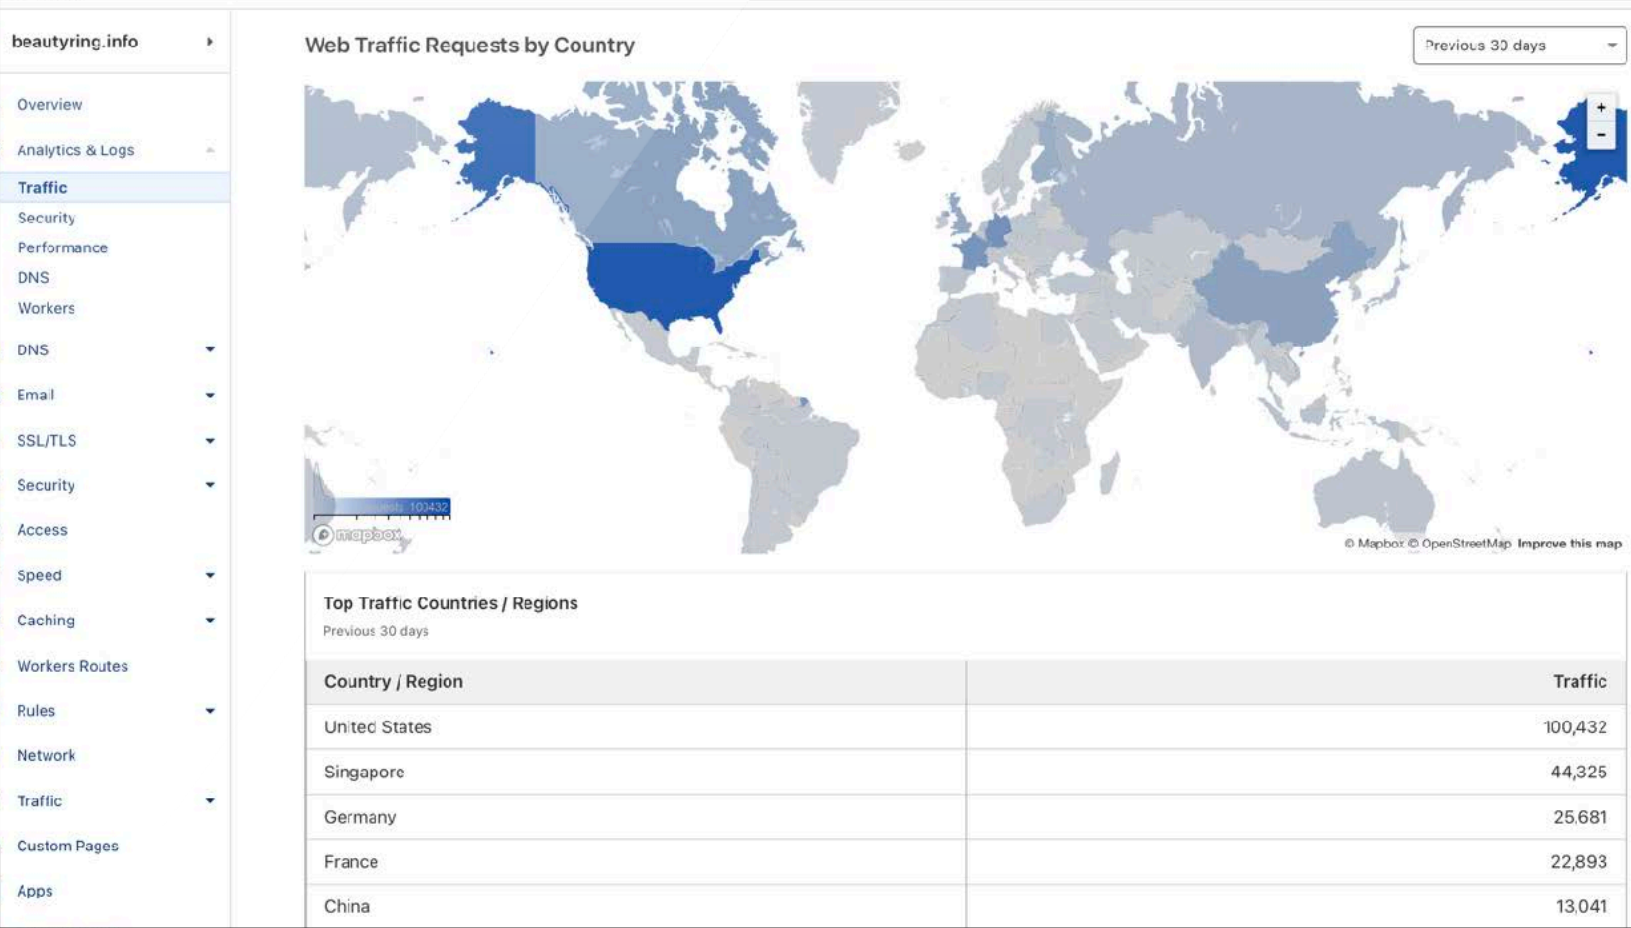 beautyring.info
Overview
Analytics & Logs
Traffic
Security
Performance
DNS
Workers
DNS
Email
SSL/TLS
Security
Access
Speed
Caching
Workers Routes
Rules
Network
Traffic
Custom Pages
Apps
Web Traffic Requests by Country
Previous 30 days
+
-
100432
mapbox
© Mapbox © OpenStreetMap Improve this map
Top Traffic Countries / Regions
Previous 30 days
Country / Region Traffic
United States 100,432
Singapore 44,325
Germany 25,681
France 22,893
China 13,041